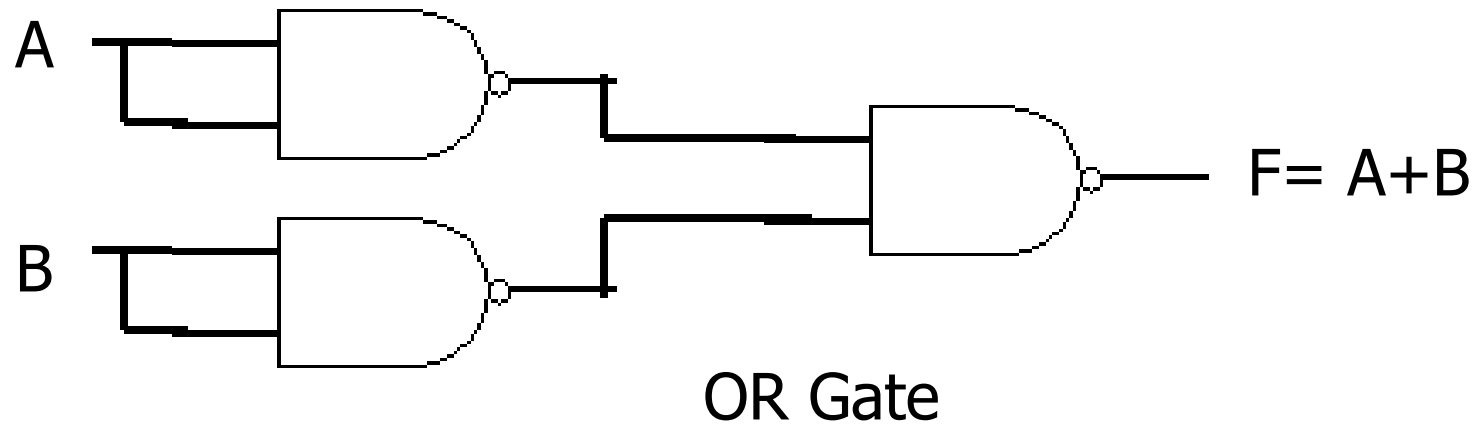 A
B
F= A+B
OR Gate